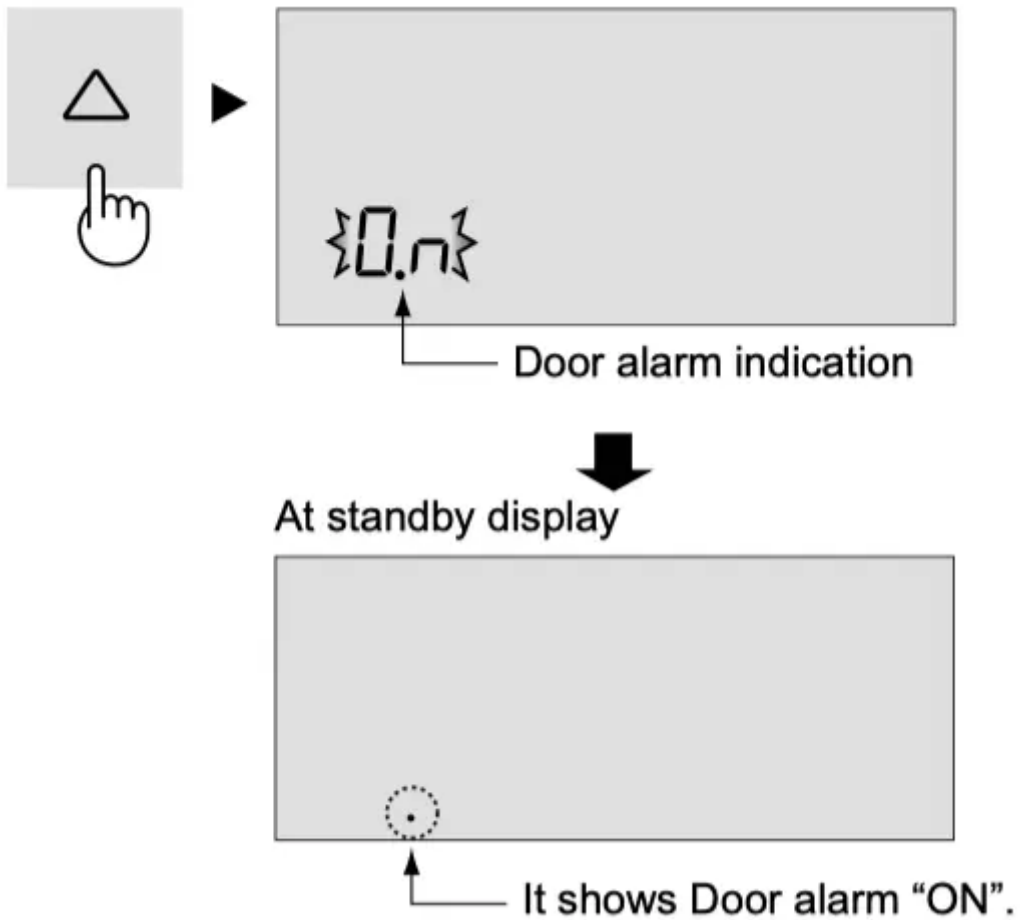 0.n
Door alarm indication
At standby display
.
It shows Door alarm “ON”.